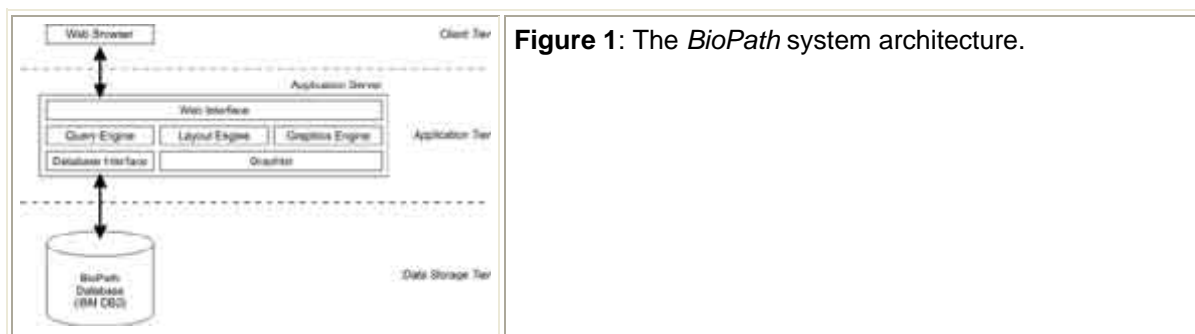 Web Browser
Client Tier
Figure 1: The BioPath system architecture.
Application Server
Web Interface
Query Engine
Layout Engine
Graphics Engine
Application Tier
Database Interface
Graphlet
Data Storage Tier
BioPath
Database
(IBM DB2)